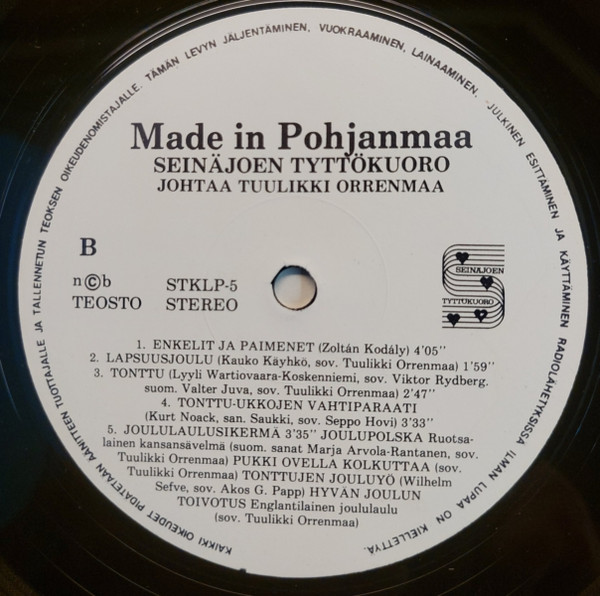 KAIKKI OIKEUDET PIDATETAAN AANITTEEN TUOTTAJALLE JA TALLENNETUN TEOKSEN OIKEUDENOMISTAJALLE. TÄMÄN LEVYN JÄLJENTÄMINEN, VUOKRAAMINEN, LAINAAMINEN, JULKINEN ESITTÄMINEN JA KÄYTTÄMINEN RADIOLÄHETYKSISSÄ ILMAN LUPAA ON KIELLETTYÄ.
Made in Pohjanmaa
SEINÄJOEN TYTTÖKUORO
JOHTAA TUULIKKI ORRENMAA
B
n©b STKLP-5
TEOSTO STEREO
SEINÄJOEN
TYTTÖKUORO
1. ENKELIT JA PAIMENET (Zoltán Kodály) 4'05"
2. LAPSUUSJOULU (Kauko Käyhkö, sov. Tuulikki Orrenmaa) 1'59"
3. TONTTU (Lyyli Wartiovaara-Koskenniemi, sov. Viktor Rydberg.
suom. Valter Juva, sov. Tuulikki Orrenmaa) 2'47"
4. TONTTU-UKKOJEN VAHTIPARAATI
(Kurt Noack, san. Saukki, sov. Seppo Hovi) 3'33"
5. JOULULAULUSIKERMÄ 3'35" JOULUPOLSKA Ruotsa-
lainen kansansävelmä (suom. sanat Marja Arvola-Rantanen, sov.
Tuulikki Orrenmaa) PUKKI OVELLA KOLKUTTAA (sov.
Tuulikki Orrenmaa) TONTTUJEN JOULUYÖ (Wilhelm
Sefve, sov. Akos G. Papp) HYVÄN JOULUN
TOIVOTUS Englantilainen joululaulu
(sov. Tuulikki Orrenmaa)